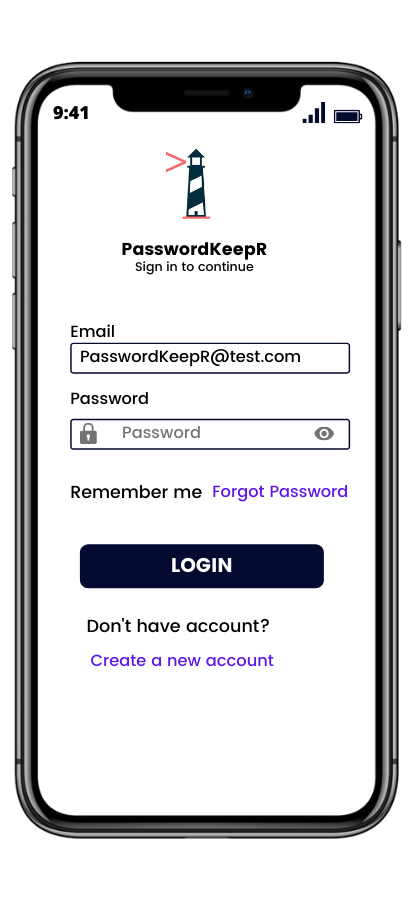 9:41
PasswordKeepR
Sign in to continue
Email
PasswordKeepR@test.com
Password
Password
Remember me Forgot Password
LOGIN
Don't have account?
Create a new account